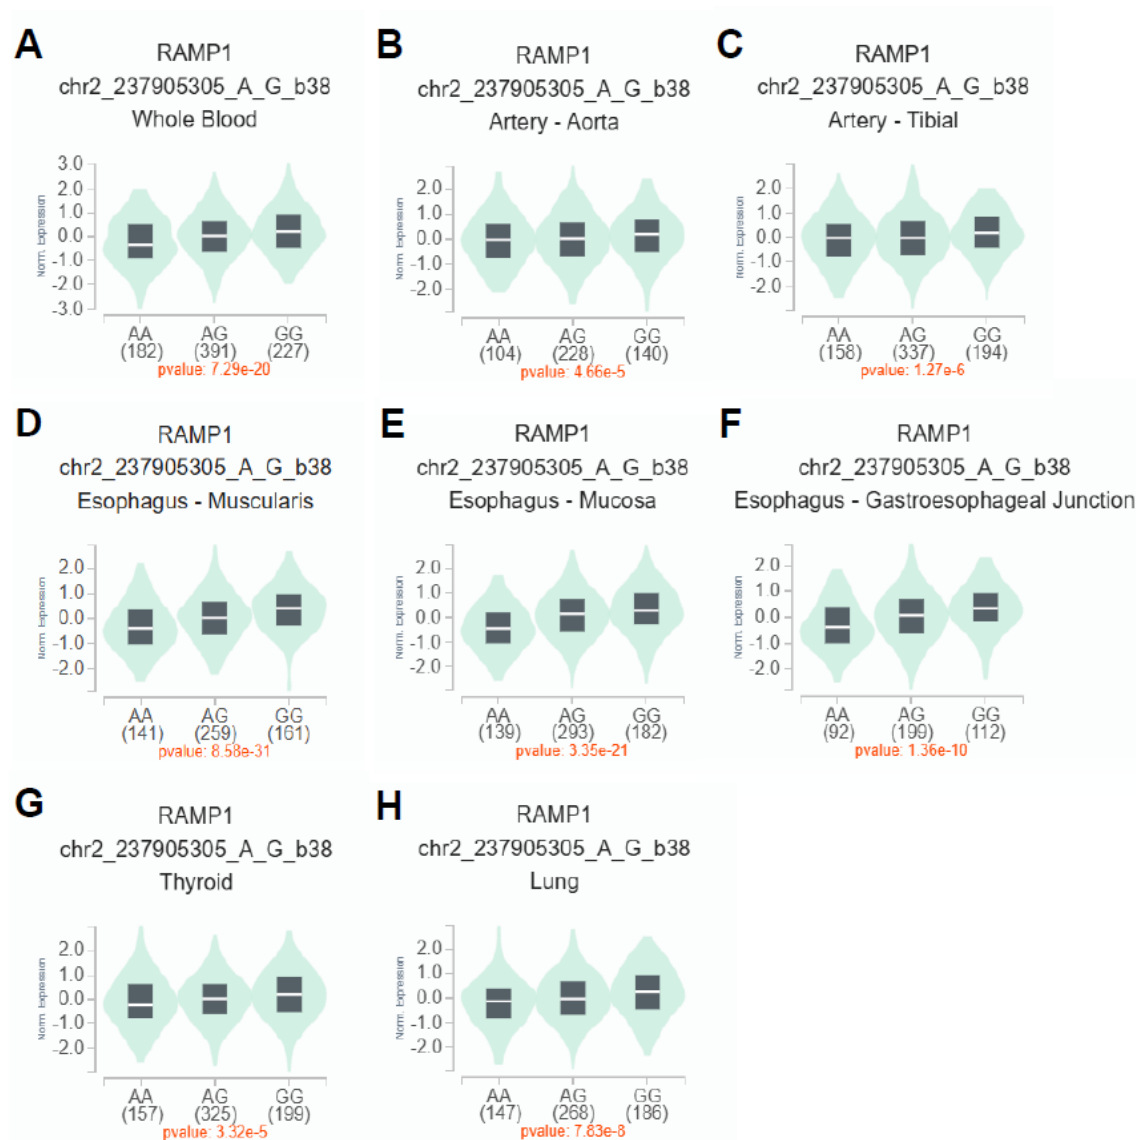 A
RAMP1
chr2_237905305_A_G_b38
Whole Blood
Norm. Expression
3.0
2.0
1.0
0.0
-1.0
-2.0
-3.0
AA AG GG
(182) (391) (227)
pvalue: 7.29e-20
B
RAMP1
chr2_237905305_A_G_b38
Artery - Aorta
Norm. Expression
2.0
1.0
0.0
-1.0
-2.0
AA AG GG
(104) (228) (140)
pvalue: 4.66e-5
C
RAMP1
chr2_237905305_A_G_b38
Artery - Tibial
Norm. Expression
2.0
1.0
0.0
-1.0
-2.0
AA AG GG
(158) (337) (194)
pvalue: 1.27e-6
D
RAMP1
chr2_237905305_A_G_b38
Esophagus - Muscularis
Norm. Expression
2.0
1.0
0.0
-1.0
-2.0
AA AG GG
(141) (259) (161)
pvalue: 8.58e-31
E
RAMP1
chr2_237905305_A_G_b38
Esophagus - Mucosa
Norm. Expression
2.0
1.0
0.0
-1.0
-2.0
AA AG GG
(139) (293) (182)
pvalue: 3.35e-21
F
RAMP1
chr2_237905305_A_G_b38
Esophagus - Gastroesophageal Junction
Norm. Expression
2.0
1.0
0.0
-1.0
-2.0
AA AG GG
(92) (199) (112)
pvalue: 1.36e-10
G
RAMP1
chr2_237905305_A_G_b38
Thyroid
Norm. Expression
2.0
1.0
0.0
-1.0
-2.0
AA AG GG
(157) (325) (199)
pvalue: 3.32e-5
H
RAMP1
chr2_237905305_A_G_b38
Lung
Norm. Expression
2.0
1.0
0.0
-1.0
-2.0
AA AG GG
(147) (268) (186)
pvalue: 7.83e-8